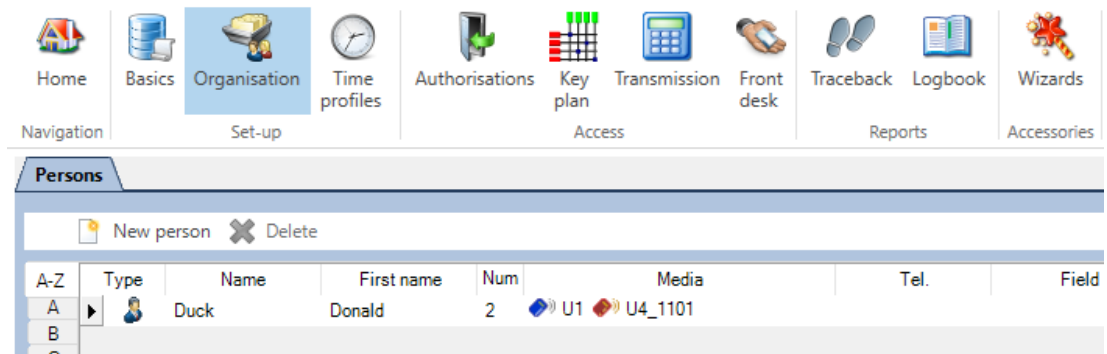 Home Basics Organisation Time profiles Authorisations Key plan Transmission Front desk Traceback Logbook Wizards
Navigation Set-up Access Reports Accessories
Persons
New person Delete
A-Z Type Name First name Num Media Tel. Field
A Duck Donald 2 U1 U4_1101
B